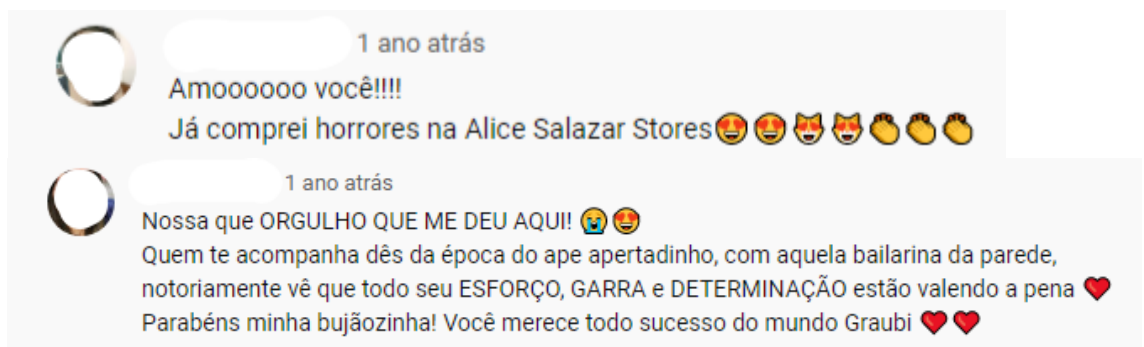 1 ano atrás
Amoooooo você!!!!
Já comprei horrores na Alice Salazar Stores😍😍😻😻👏👏👏
1 ano atrás
Nossa que ORGULHO QUE ME DEU AQUI! 😭😍
Quem te acompanha dês da época do ape apertadinho, com aquela bailarina da parede,
notoriamente vê que todo seu ESFORÇO, GARRA e DETERMINAÇÃO estão valendo a pena ❤
Parabéns minha bujãozinha! Você merece todo sucesso do mundo Graubi ❤❤